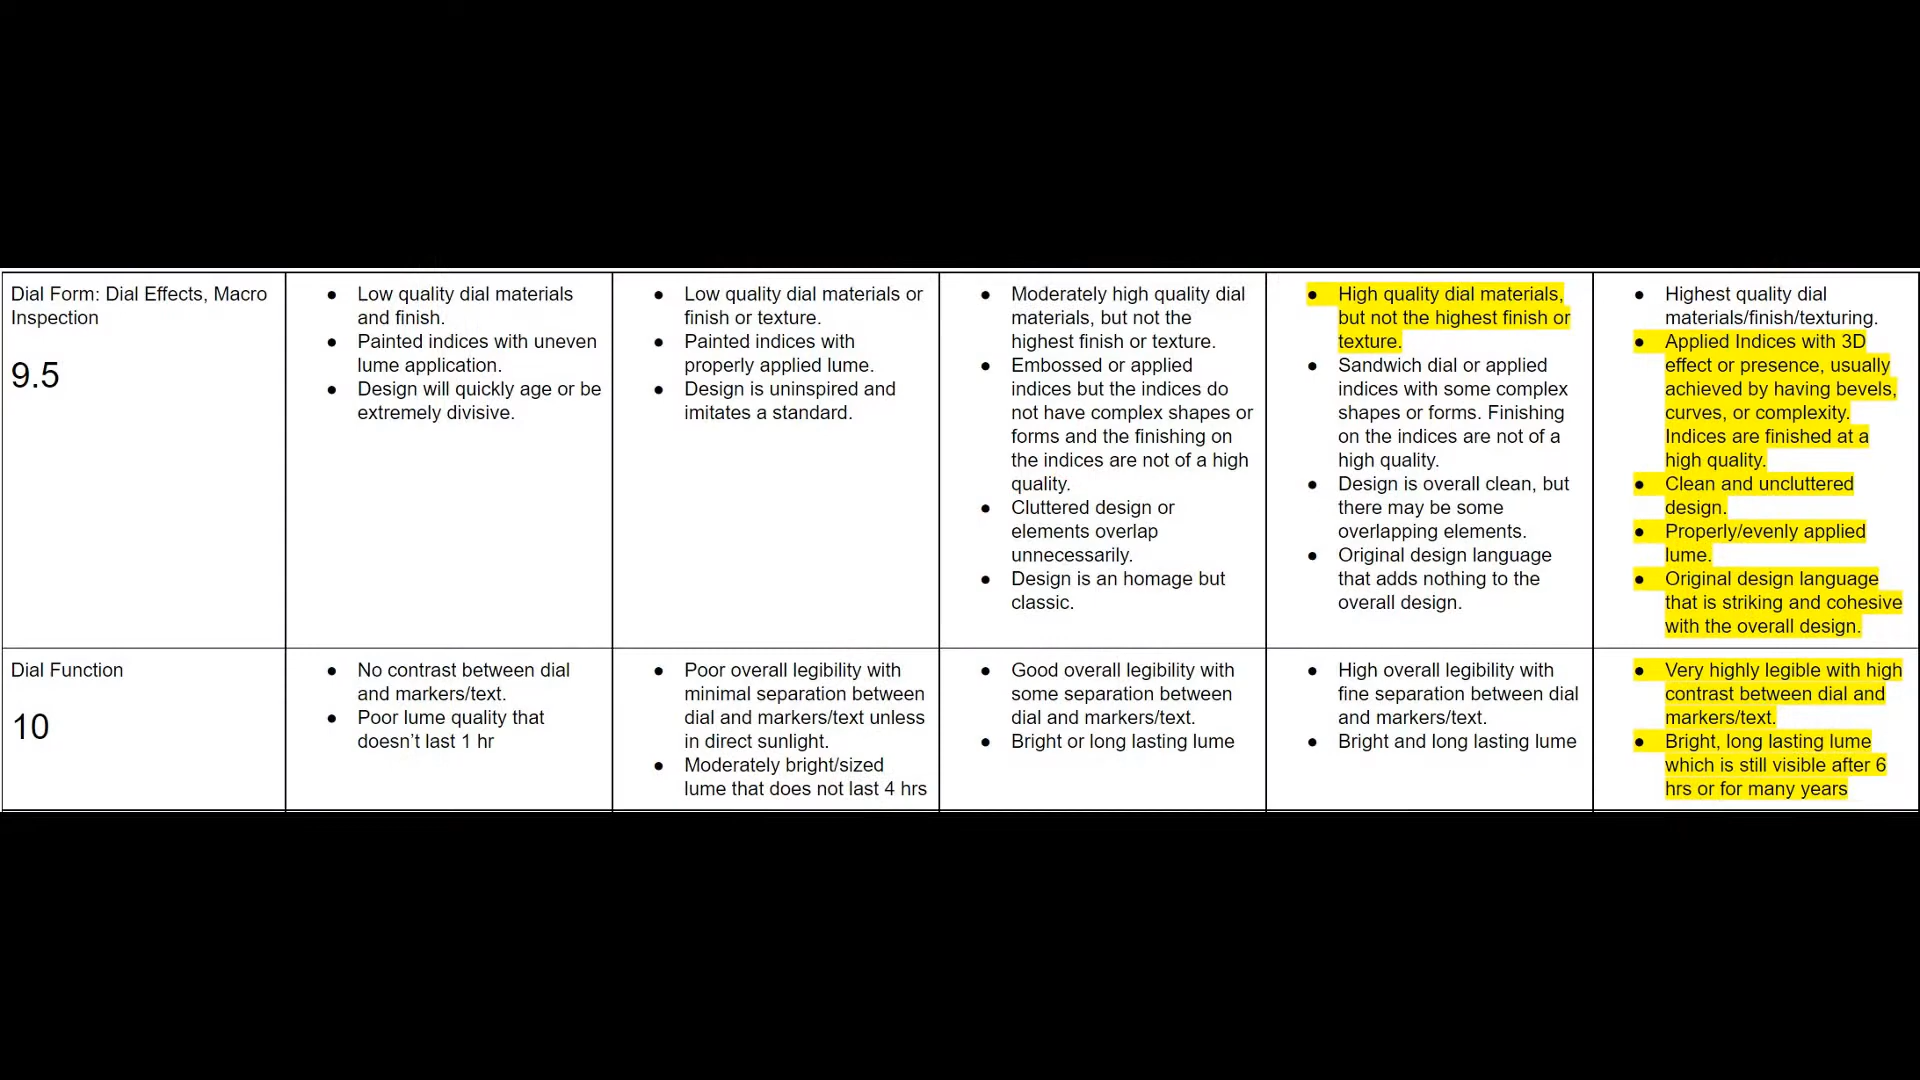 Dial Form: Dial Effects, Macro
Inspection
9.5
● Low quality dial materials
and finish.
● Painted indices with uneven
lume application.
● Design will quickly age or be
extremely divisive.
● Low quality dial materials or
finish or texture.
● Painted indices with
properly applied lume.
● Design is uninspired and
imitates a standard.
● Moderately high quality dial
materials, but not the
highest finish or texture.
● Embossed or applied
indices but the indices do
not have complex shapes or
forms and the finishing on
the indices are not of a high
quality.
● Cluttered design or
elements overlap
unnecessarily.
● Design is an homage but
classic.
● High quality dial materials,
but not the highest finish or
texture.
● Sandwich dial or applied
indices with some complex
shapes or forms. Finishing
on the indices are not of a
high quality.
● Design is overall clean, but
there may be some
overlapping elements.
● Original design language
that adds nothing to the
overall design.
● Highest quality dial
materials/finish/texturing.
● Applied Indices with 3D
effect or presence, usually
achieved by having bevels,
curves, or complexity.
Indices are finished at a
high quality.
● Clean and uncluttered
design.
● Properly/evenly applied
lume.
● Original design language
that is striking and cohesive
with the overall design.
Dial Function
10
● No contrast between dial
and markers/text.
● Poor lume quality that
doesn’t last 1 hr
● Poor overall legibility with
minimal separation between
dial and markers/text unless
in direct sunlight.
● Moderately bright/sized
lume that does not last 4 hrs
● Good overall legibility with
some separation between
dial and markers/text.
● Bright or long lasting lume
● High overall legibility with
fine separation between dial
and markers/text.
● Bright and long lasting lume
● Very highly legible with high
contrast between dial and
markers/text.
● Bright, long lasting lume
which is still visible after 6
hrs or for many years